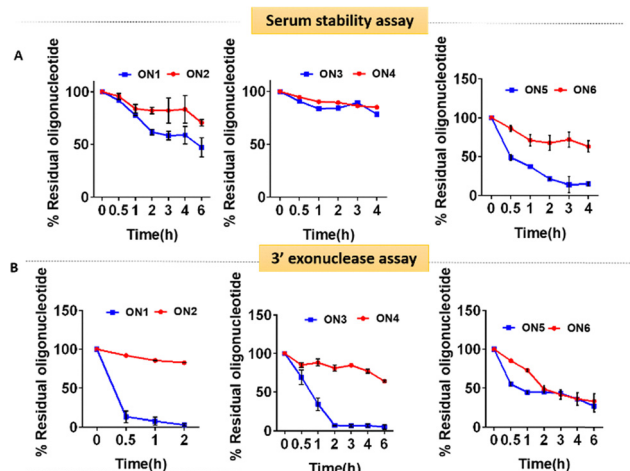 Serum stability assay
A
% Residual oligonucleotide
100
50
0
ON1 ON2
0 0.5 1 2 3 4 6
Time(h)
% Residual oligonucleotide
100
50
0
ON3 ON4
0 0.5 1 2 3 4
Time(h)
% Residual oligonucleotide
150
100
50
0
ON5 ON6
0 0.5 1 2 3 4
Time(h)
3' exonuclease assay
B
% Residual oligonucleotide
150
100
50
0
ON1 ON2
0 0.5 1 2
Time(h)
% Residual oligonucleotide
150
100
50
0
ON3 ON4
0 0.5 1 2 3 4 6
Time(h)
% Residual oligonucleotide
150
100
50
0
ON5 ON6
0 0.5 1 2 3 4 6
Time(h)